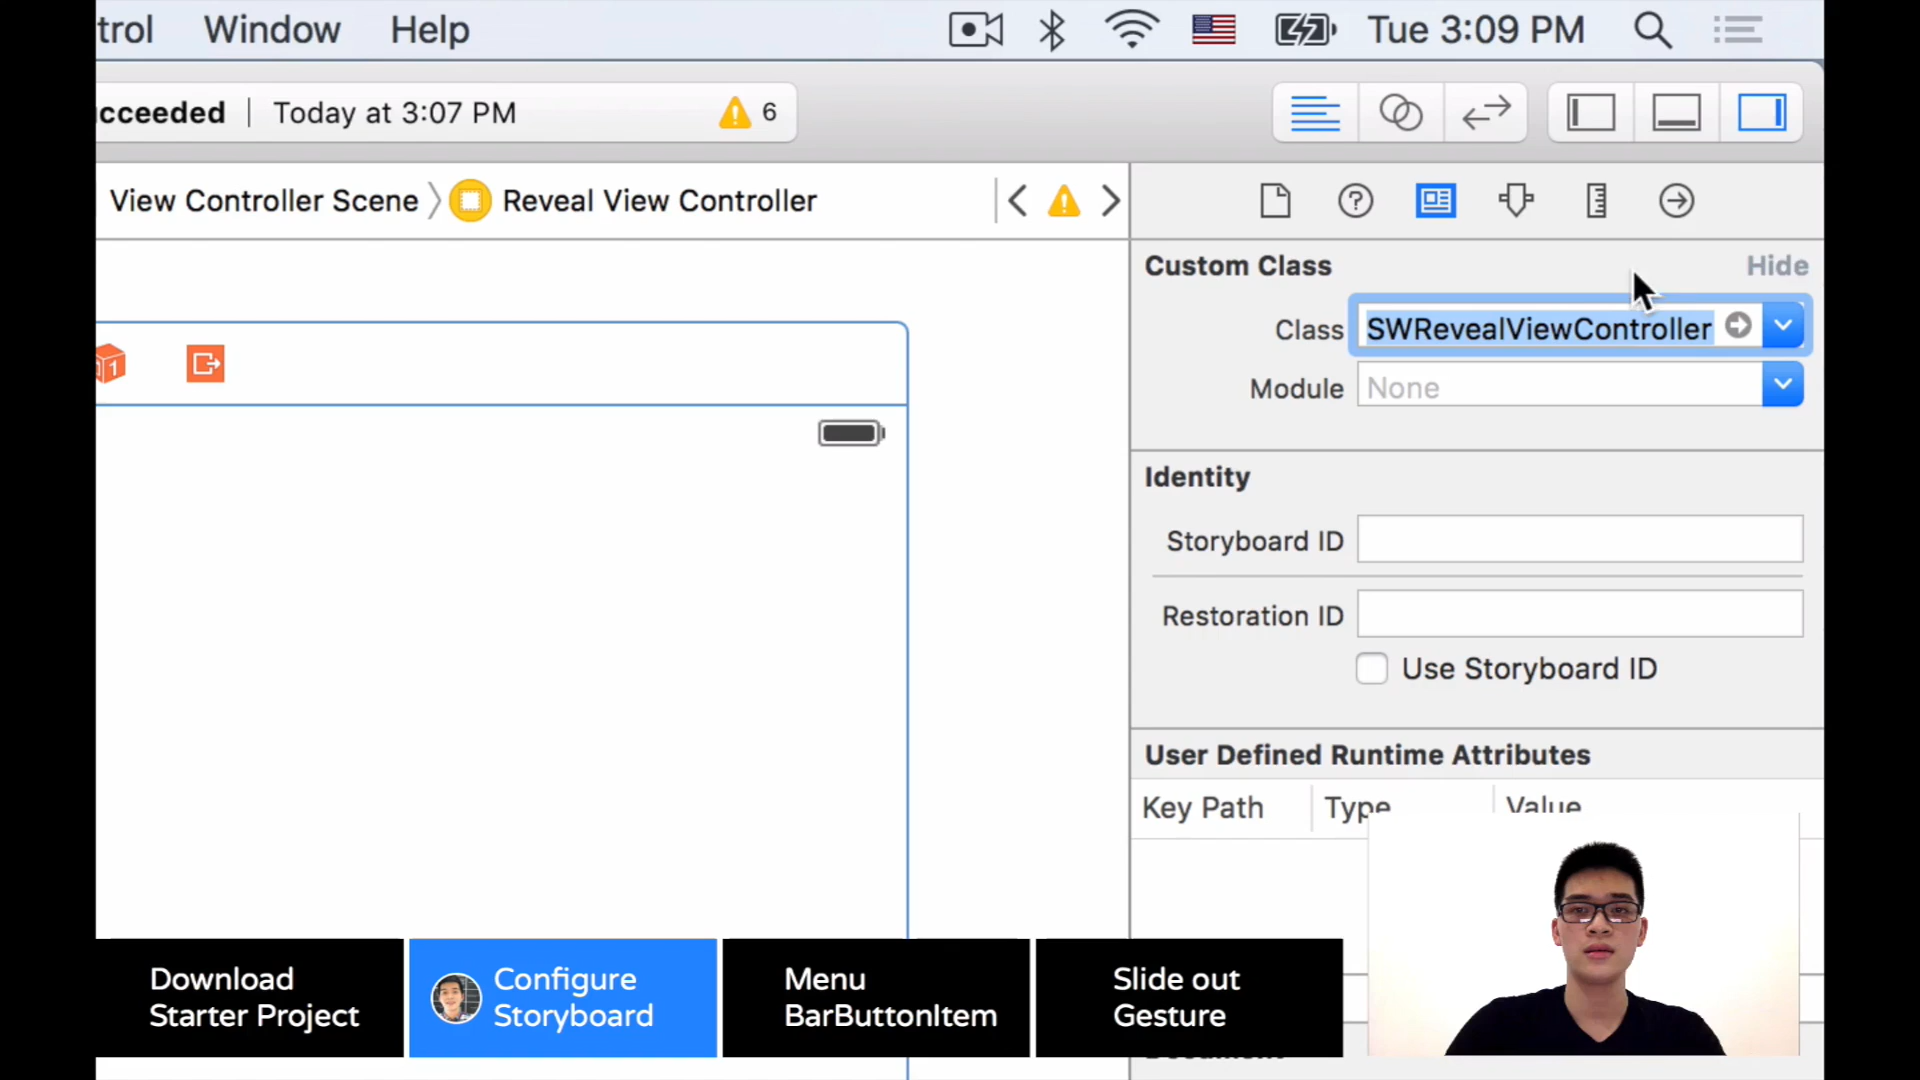 trol Window Help Tue 3:09 PM
cceeded | Today at 3:07 PM 6
View Controller Scene Reveal View Controller
Custom Class Hide
Class SWRevealViewController
Module None
Identity
Storyboard ID
Restoration ID
Use Storyboard ID
User Defined Runtime Attributes
Key Path Type Value
Download
Starter Project
Configure
Storyboard
Menu
BarButtonItem
Slide out
Gesture